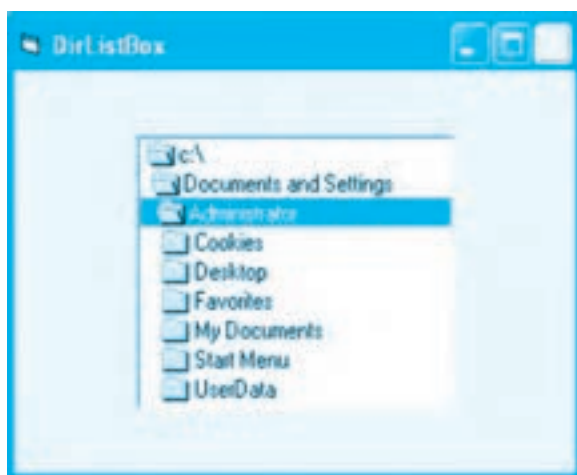 DirListBox
c:\
Documents and Settings
Administrator
Cookies
Desktop
Favorites
My Documents
Start Menu
UserData